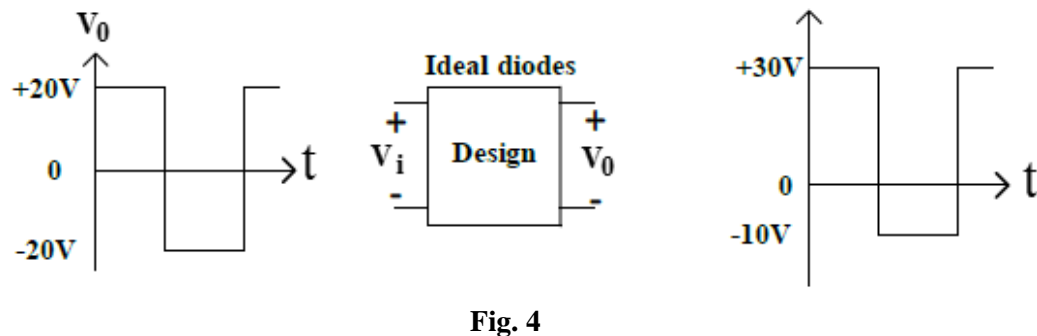 V0
+20V
0
-20V
t
Ideal diodes
+
Vi
-
Design
+
V0
-
+30V
0
-10V
t
Fig. 4